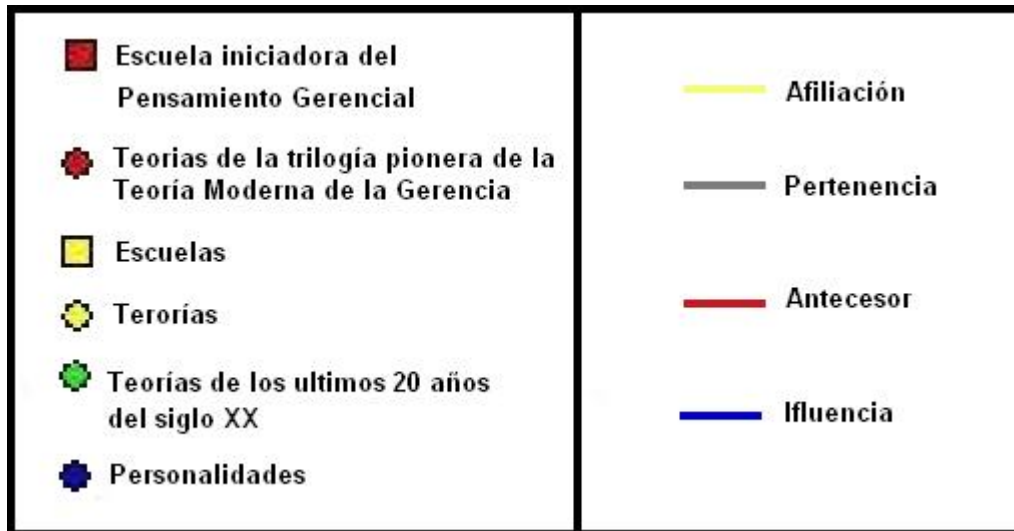 Escuela iniciadora del
Pensamiento Gerencial
Teorias de la trilogía pionera de la
Teoría Moderna de la Gerencia
Escuelas
Terorías
Teorías de los ultimos 20 años
del siglo XX
Personalidades
Afiliación
Pertenencia
Antecesor
Ifluencia